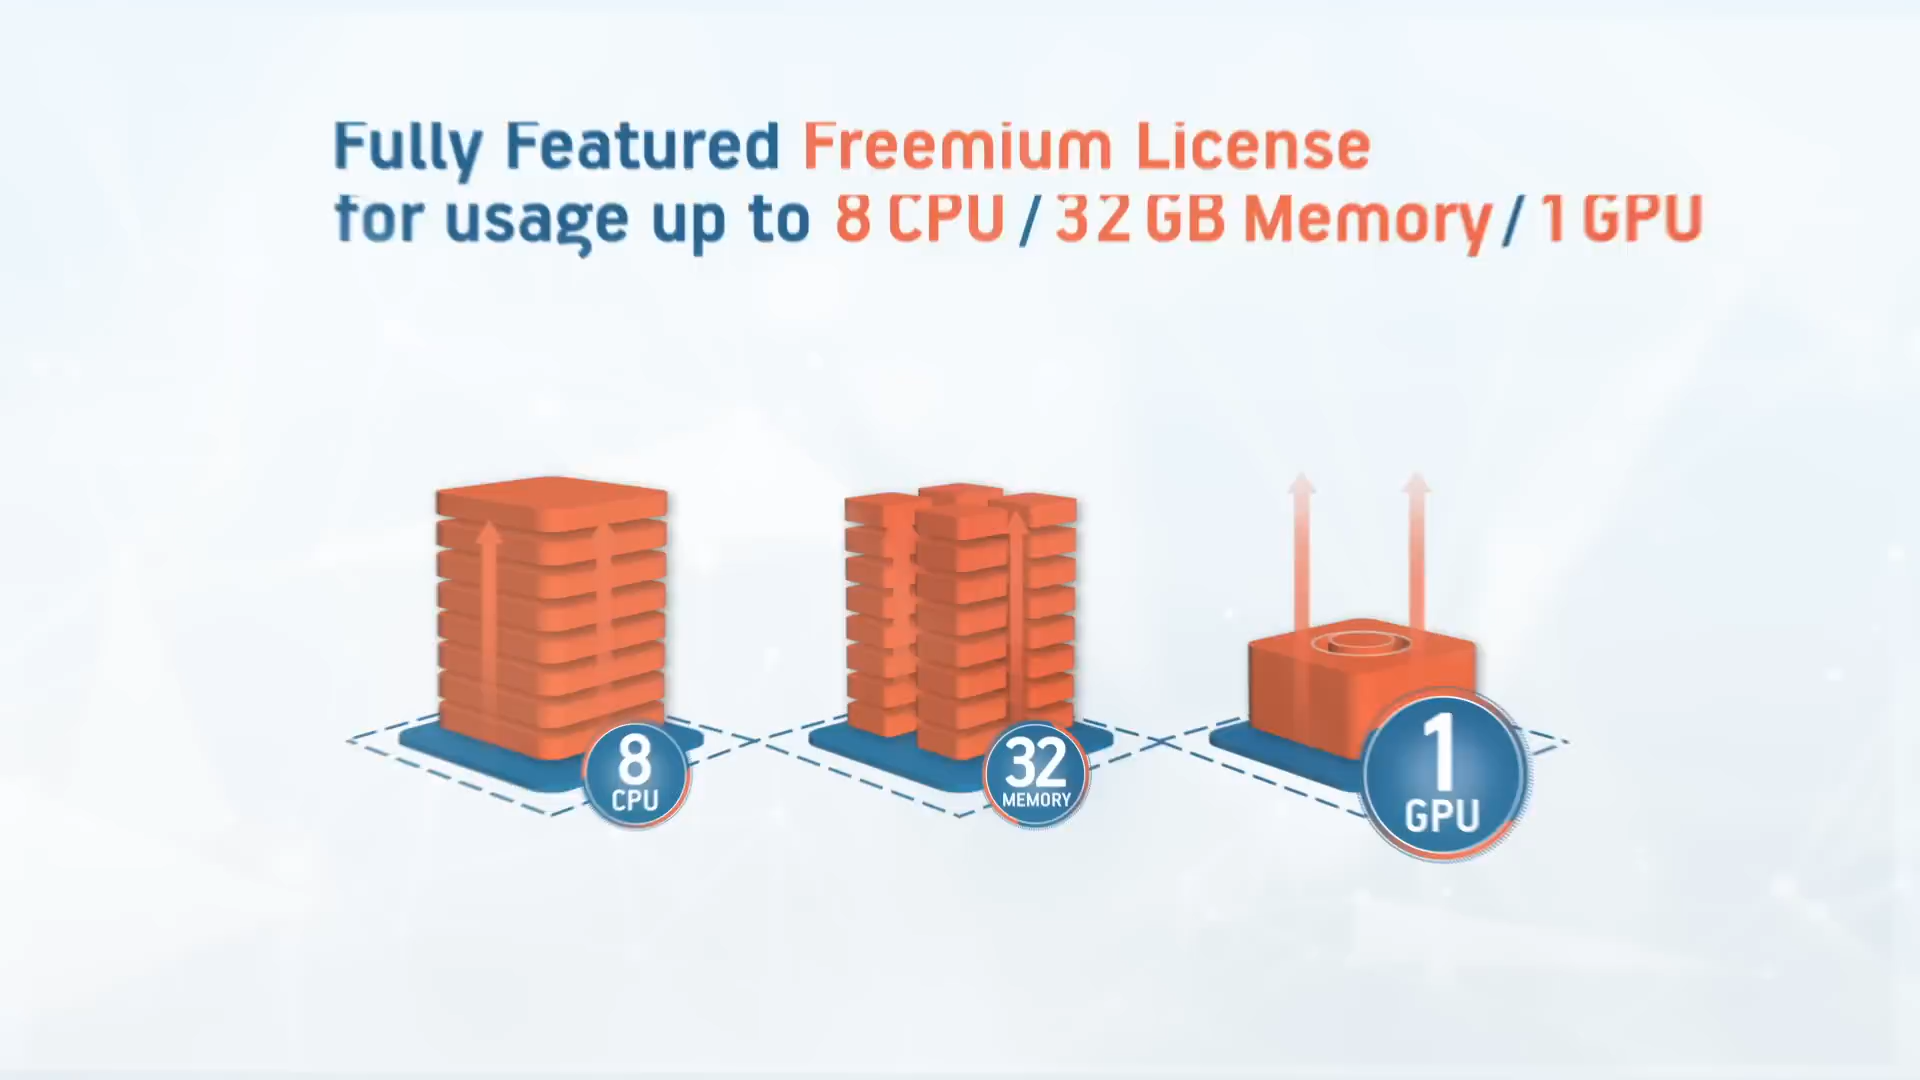 Fully Featured Freemium License
for usage up to 8 CPU / 32 GB Memory / 1 GPU
8
CPU
32
MEMORY
1
GPU